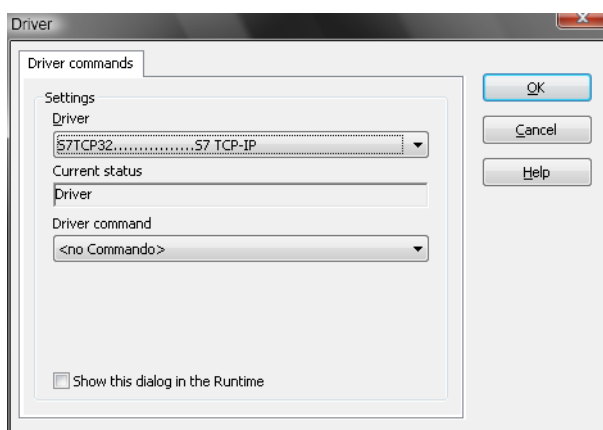 Driver
Driver commands
Settings
Driver
S7TCP32................S7 TCP-IP
Current status
Driver
Driver command
<no Commando>
Show this dialog in the Runtime
OK
Cancel
Help